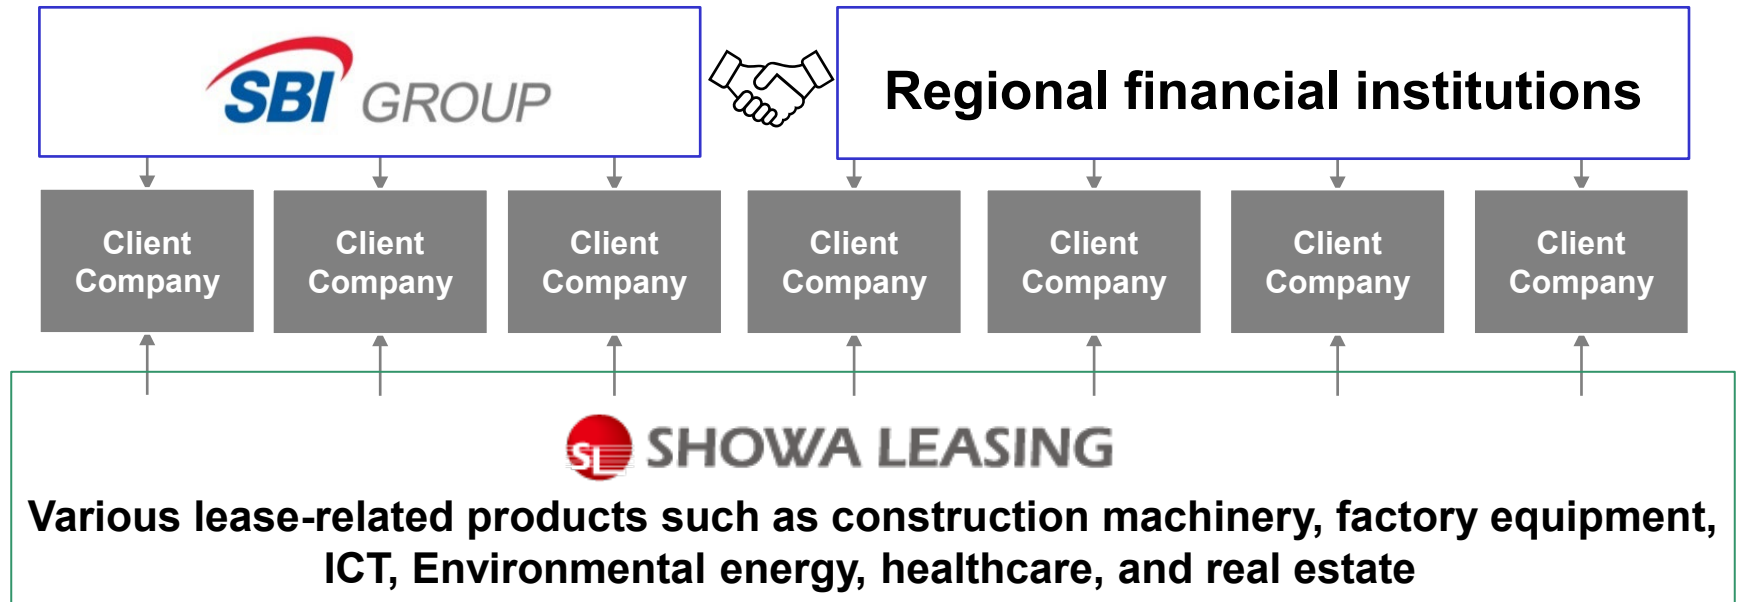 SBI GROUP
Regional financial institutions
Client
Company
Client
Company
Client
Company
Client
Company
Client
Company
Client
Company
Client
Company
SL SHOWA LEASING
Various lease-related products such as construction machinery, factory equipment,
ICT, Environmental energy, healthcare, and real estate